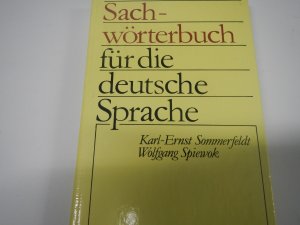 Sach-
wörterbuch
für die
deutsche
Sprache
Karl-Ernst Sommerfeldt
Wolfgang Spiewok